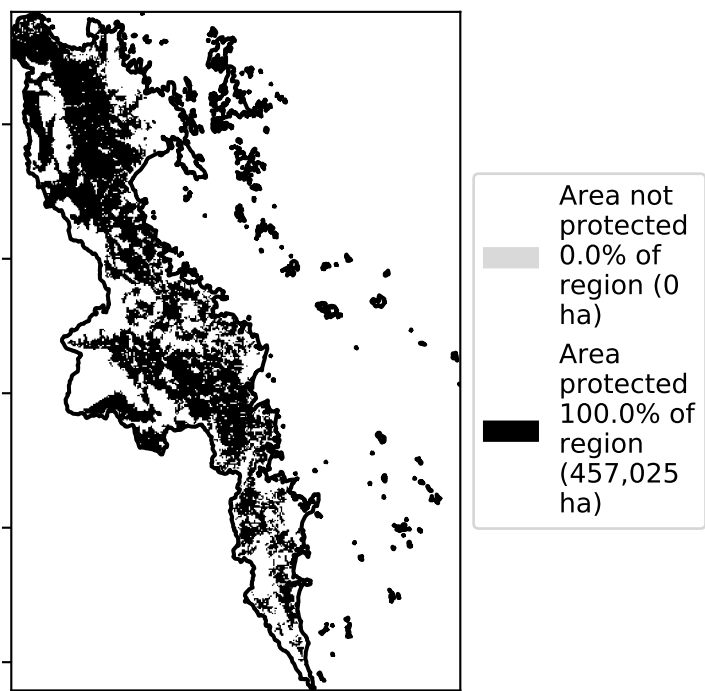 Area not
protected
0.0% of
region (0
ha)
Area
protected
100.0% of
region
(457,025
ha)